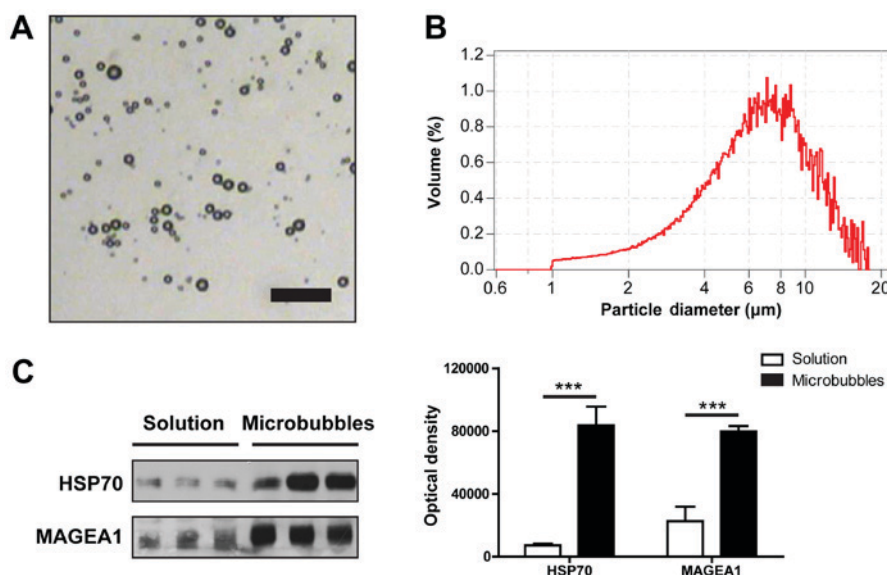 A
B
1.2
1.0
0.8
0.6
0.4
0.2
0.0
Volume (%)
0.6 1 2 4 6 8 10 20
Particle diameter (µm)
C
Solution Microbubbles
HSP70
MAGEA1
Solution
Microbubbles
120000
80000
40000
0
Optical density
*** ***
HSP70 MAGEA1